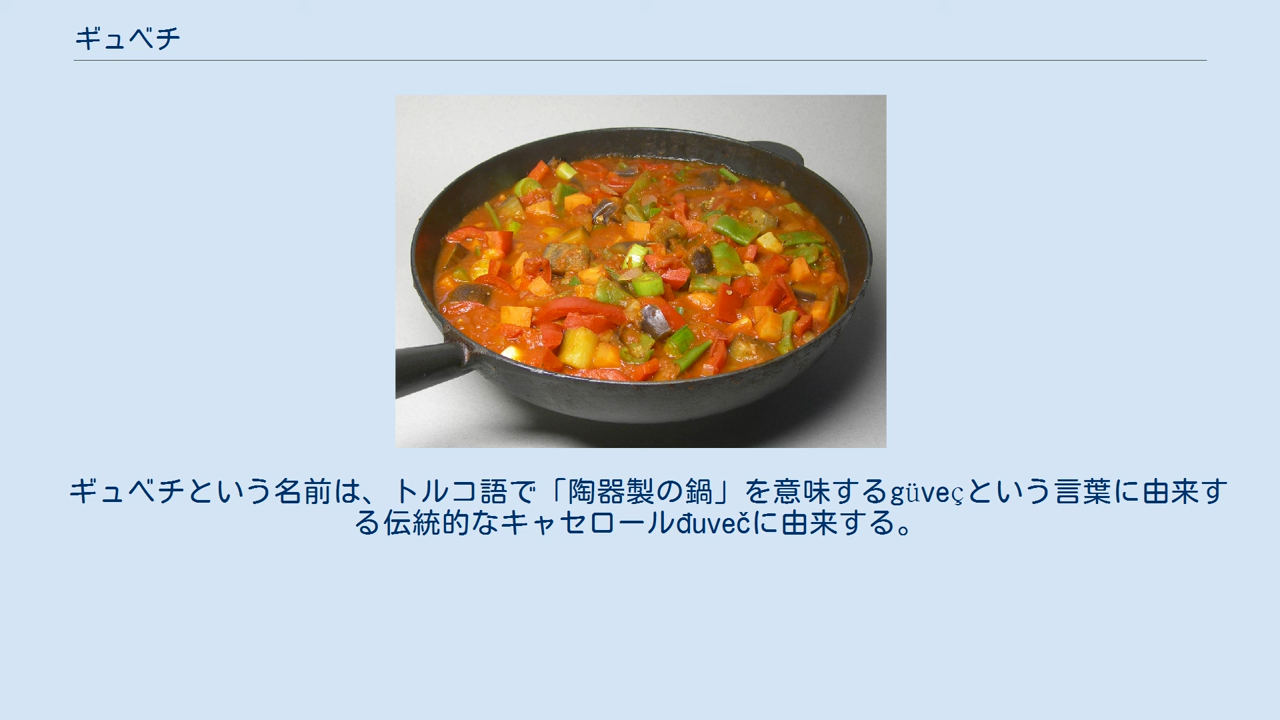 ギュベチ
ギュベチという名前は、トルコ語で「陶器製の鍋」を意味するgüveçという言葉に由来す
る伝統的なキャセロールđuvečに由来する。